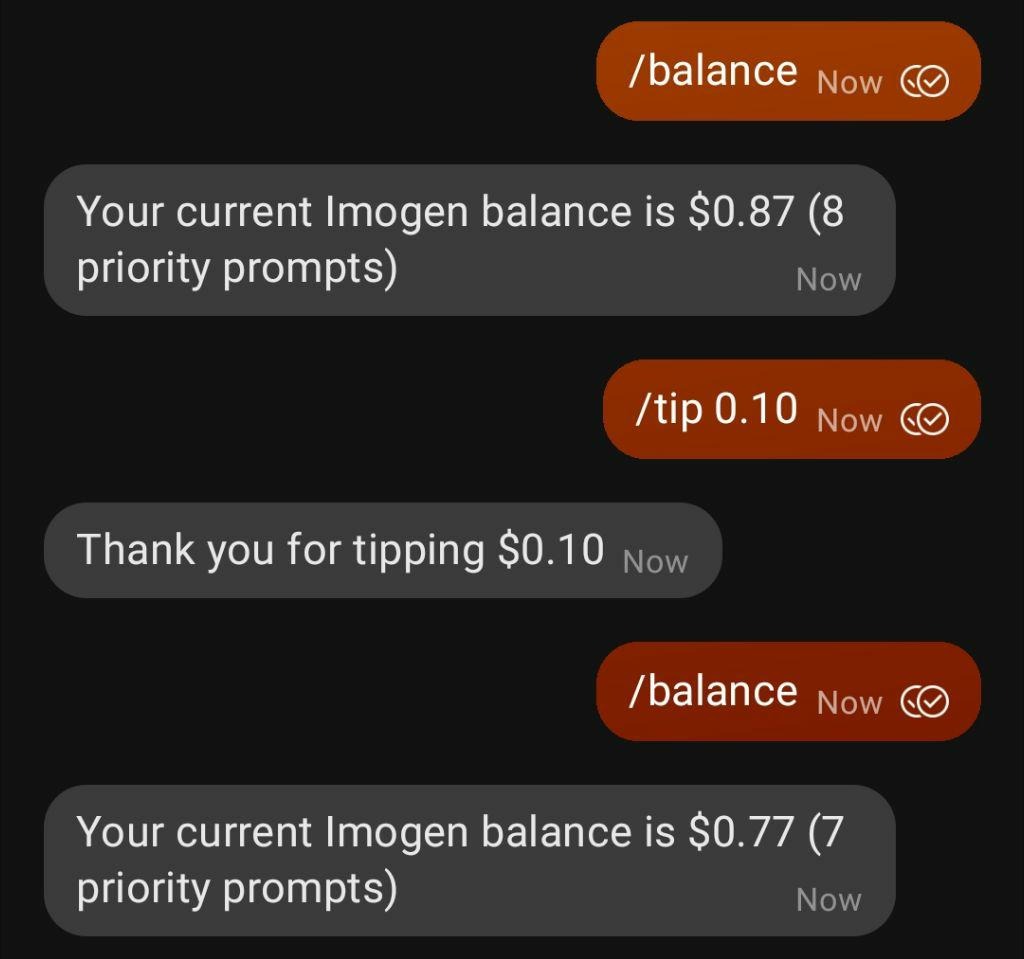 /balance Now
Your current Imogen balance is $0.87 (8
priority prompts)
Now
/tip 0.10 Now
Thank you for tipping $0.10 Now
/balance Now
Your current Imogen balance is $0.77 (7
priority prompts)
Now